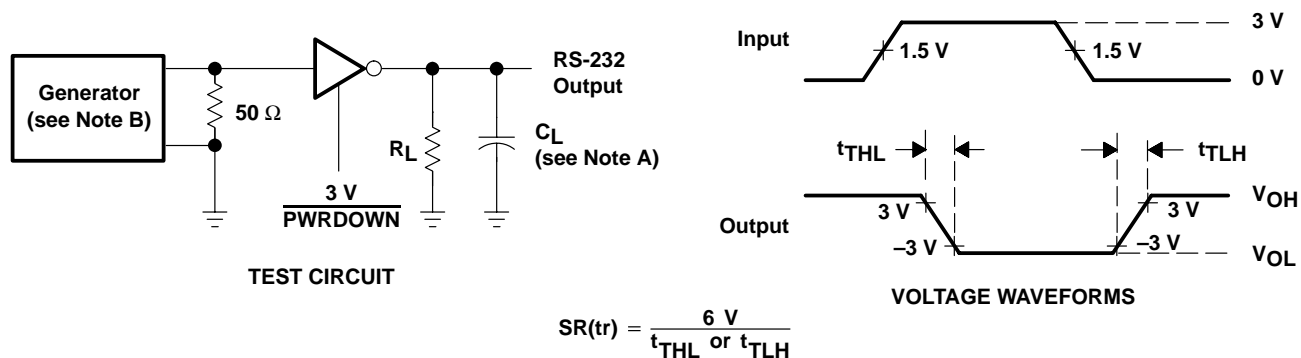 Generator
(see Note B)
50 Ω
3 V
PWRDOWN
RL
CL
(see Note A)
RS-232
Output
TEST CIRCUIT
Input
1.5 V
1.5 V
3 V
0 V
tTHL
tTLH
Output
3 V
–3 V
3 V
–3 V
VOH
VOL
VOLTAGE WAVEFORMS
SR(tr) = 6 V / tTHL or tTLH